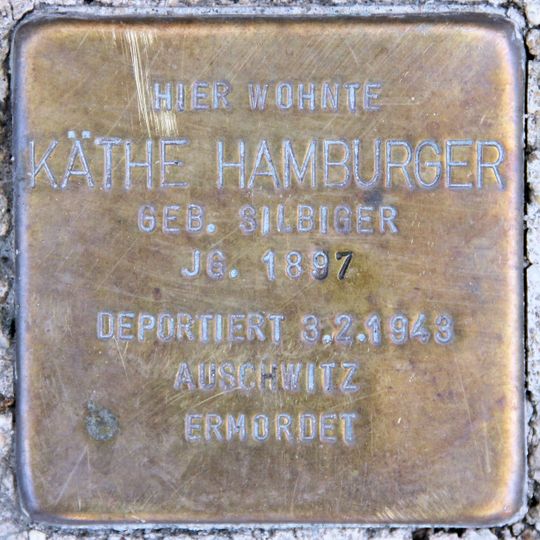 HIER WOHNTE
KÄTHE HAMBURGER
GEB. SILBIGER
JG. 1897
DEPORTIERT 3.2.1943
AUSCHWITZ
ERMORDET